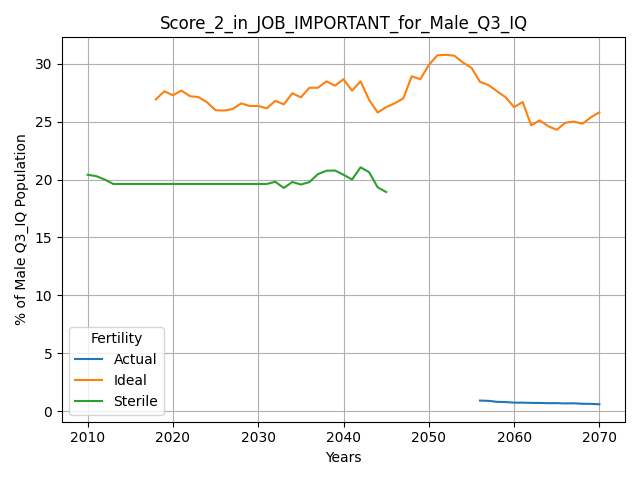 Score_2_in_JOB_IMPORTANT_for_Male_Q3_IQ
% of Male Q3_IQ Population
30
25
20
15
10
5
0
Fertility
Actual
Ideal
Sterile
2010 2020 2030 2040 2050 2060 2070
Years